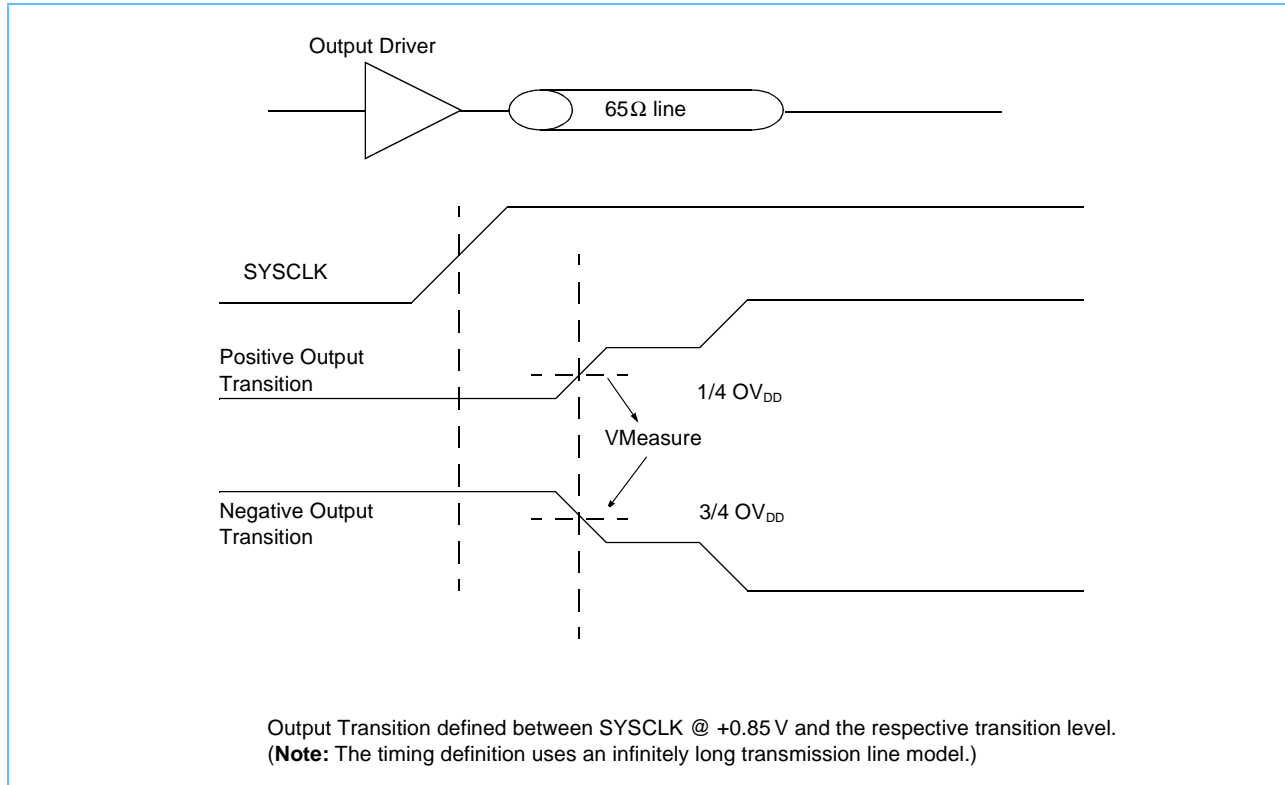 Output Driver
65Ω line
SYSCLK
Positive Output
Transition
1/4 OVDD
VMeasure
Negative Output
Transition
3/4 OVDD
Output Transition defined between SYSCLK @ +0.85 V and the respective transition level.
(Note: The timing definition uses an infinitely long transmission line model.)